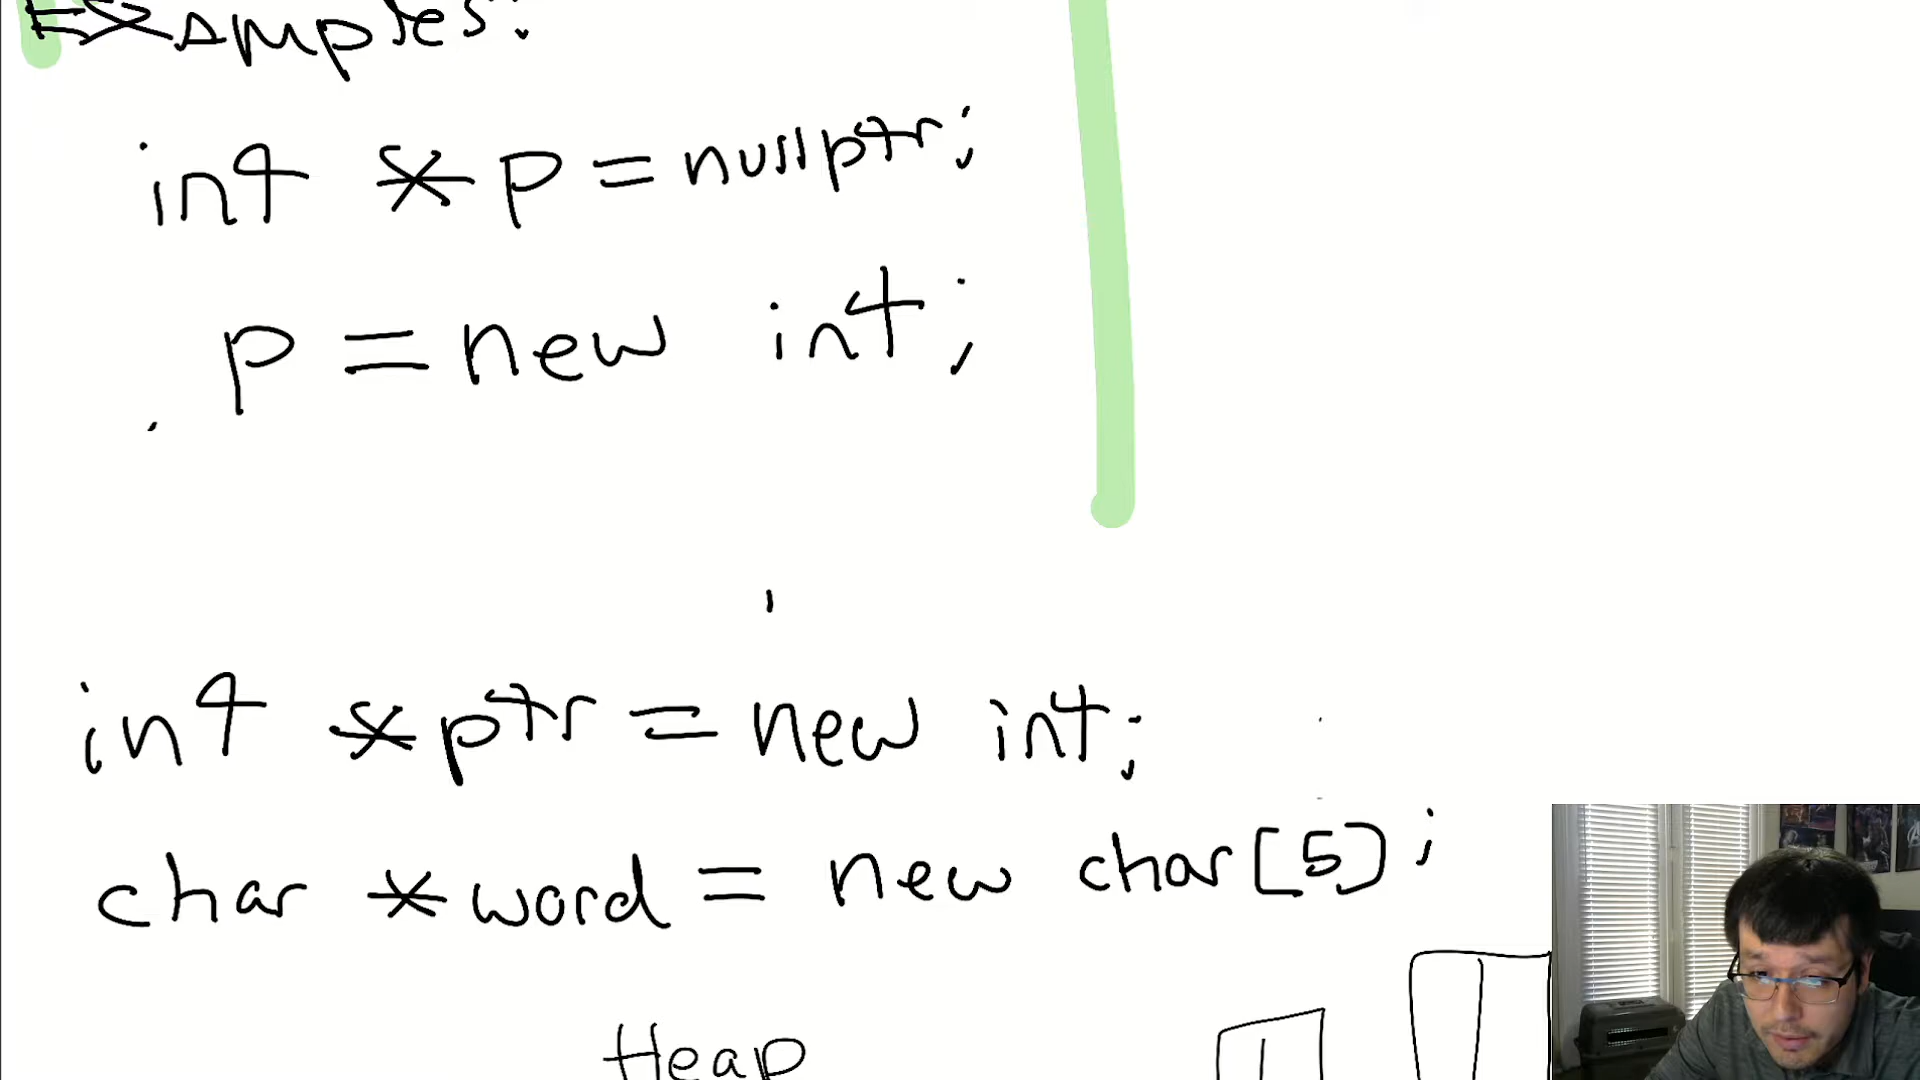 Examples:
int *p = nullptr;
p = new int;
int *ptr = new int;
char *word = new char[5];
Heap